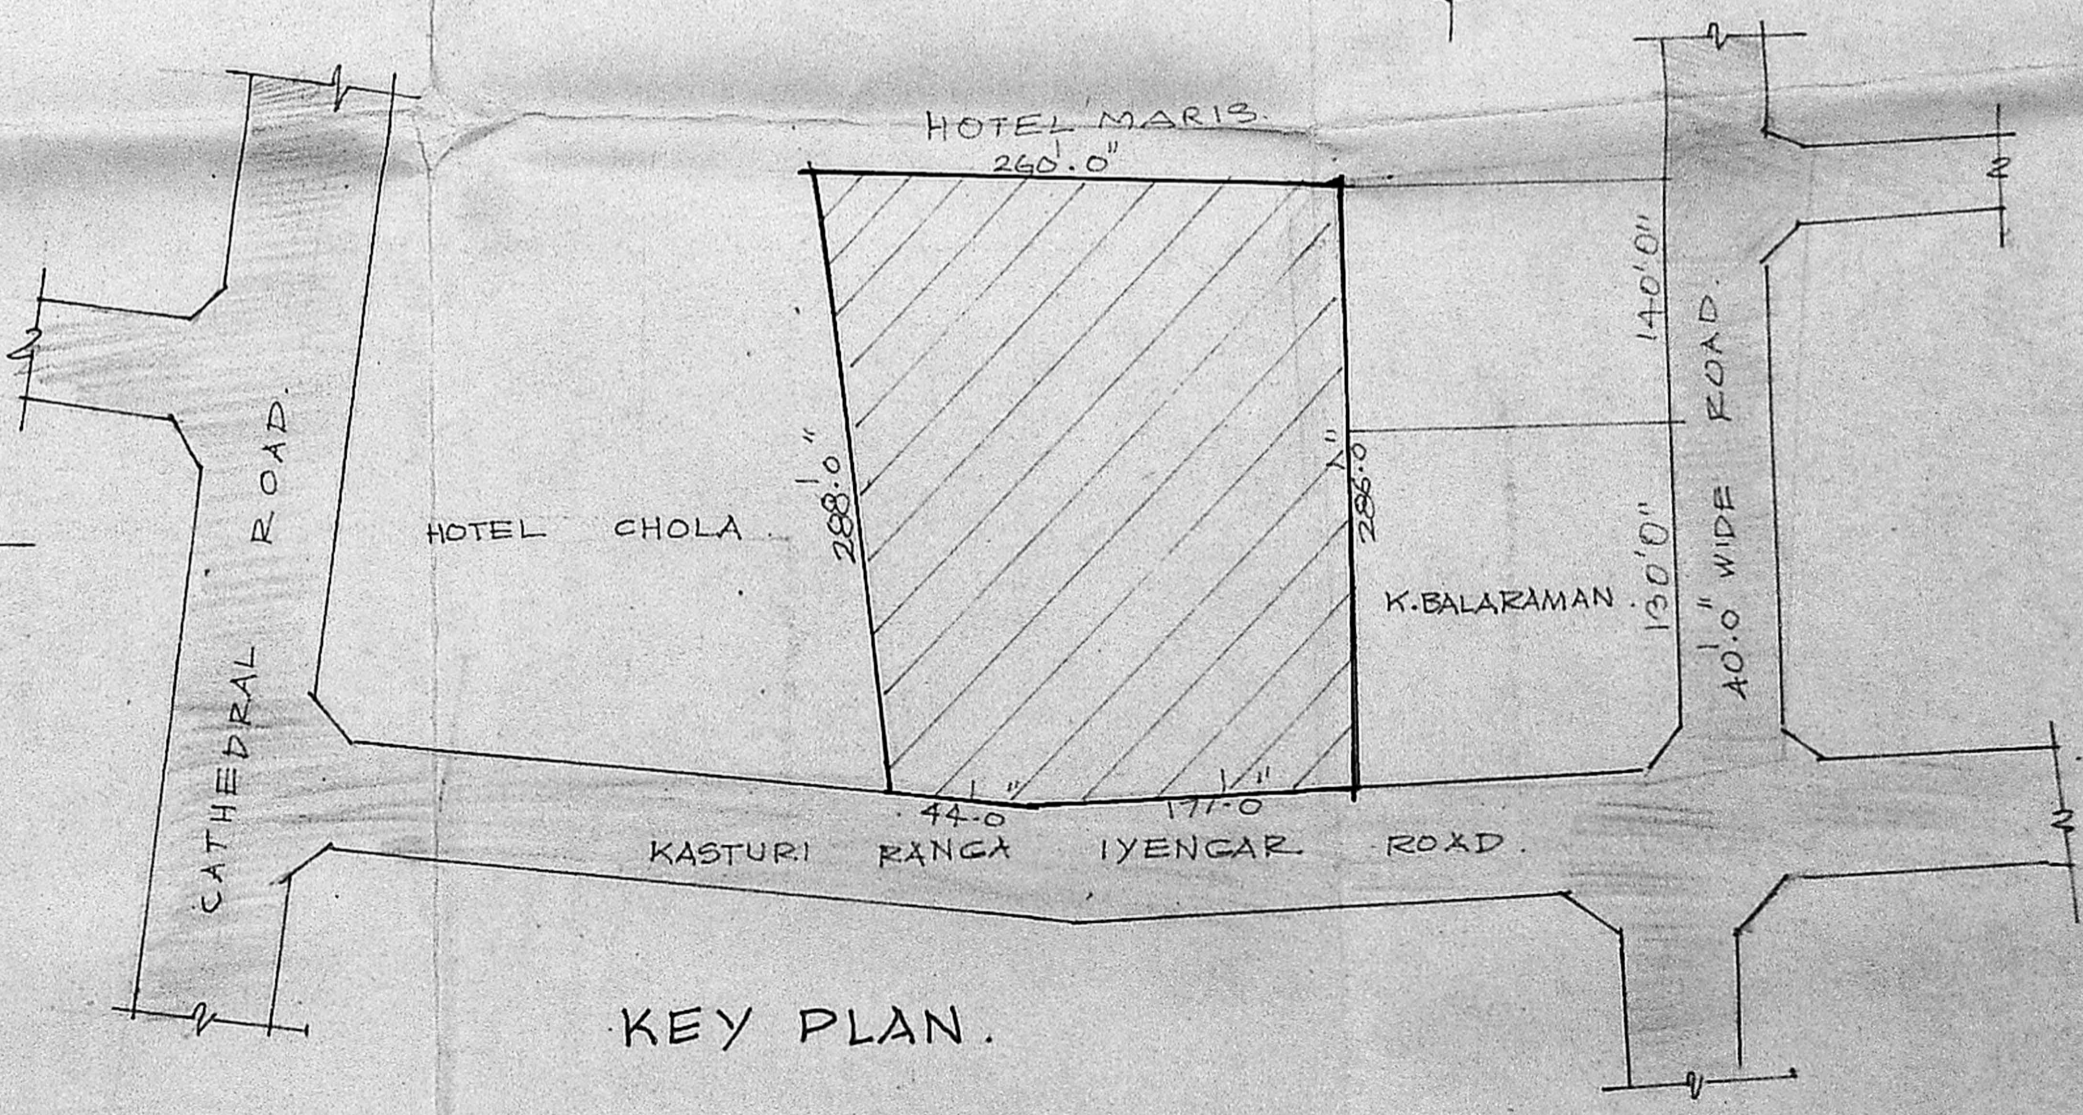 HOTEL MARIS.
260'.0"
140'0"
40'.0" WIDE ROAD.
CATHEDRAL ROAD.
HOTEL CHOLA.
288'.0"
286'.0"
130'0"
K.BALARAMAN.
44'-0"
171'-0"
KASTURI RANGA IYENGAR ROAD.
KEY PLAN.